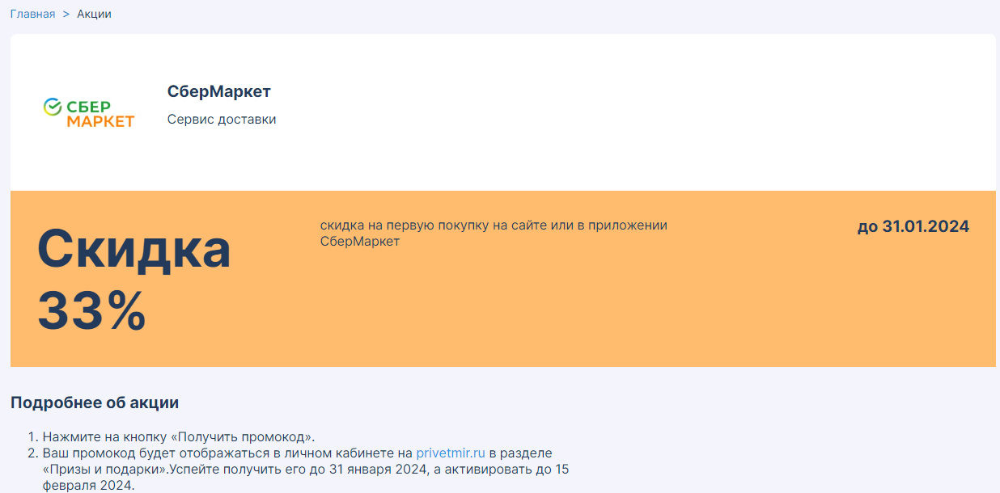 Главная > Акции
СБЕР
МАРКЕТ
СберМаркет
Сервис доставки
Скидка
33%
скидка на первую покупку на сайте или в приложении
СберМаркет
до 31.01.2024
Подробнее об акции
1. Нажмите на кнопку «Получить промокод».
2. Ваш промокод будет отображаться в личном кабинете на privetmir.ru в разделе
«Призы и подарки».Успейте получить его до 31 января 2024, а активировать до 15
февраля 2024.